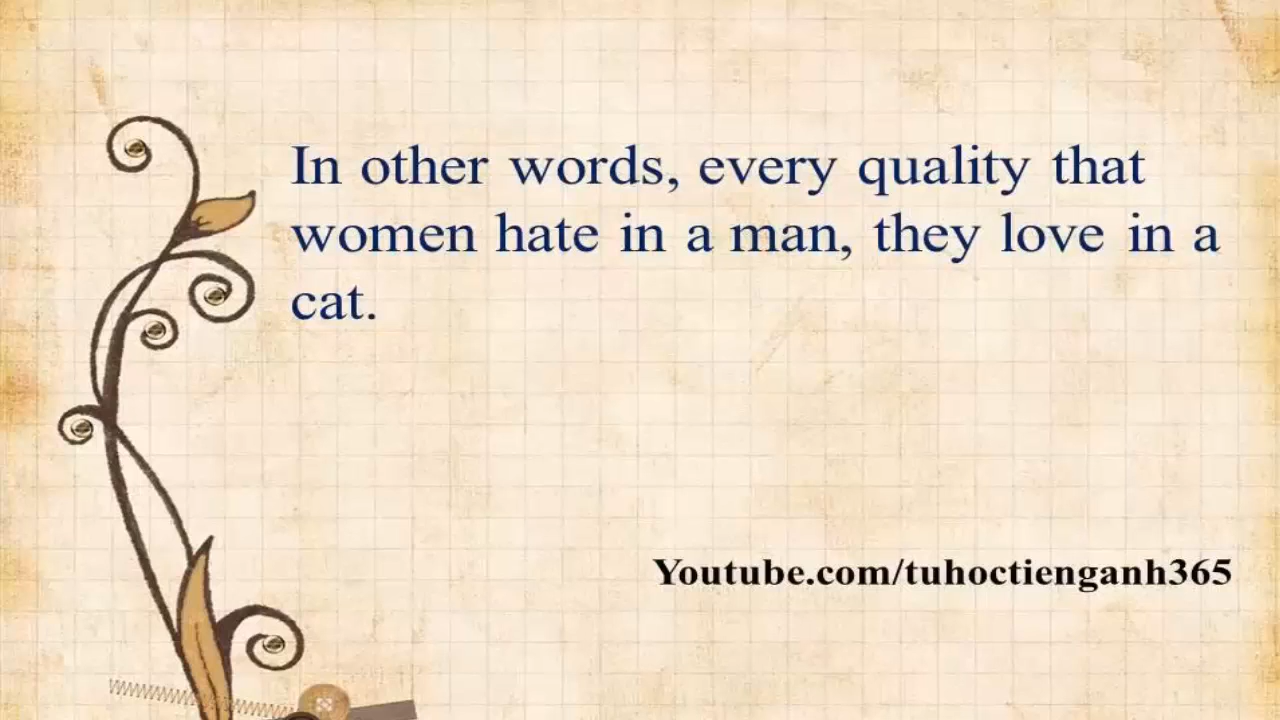 In other words, every quality that
women hate in a man, they love in a
cat.
Youtube.com/tuhoctienganh365